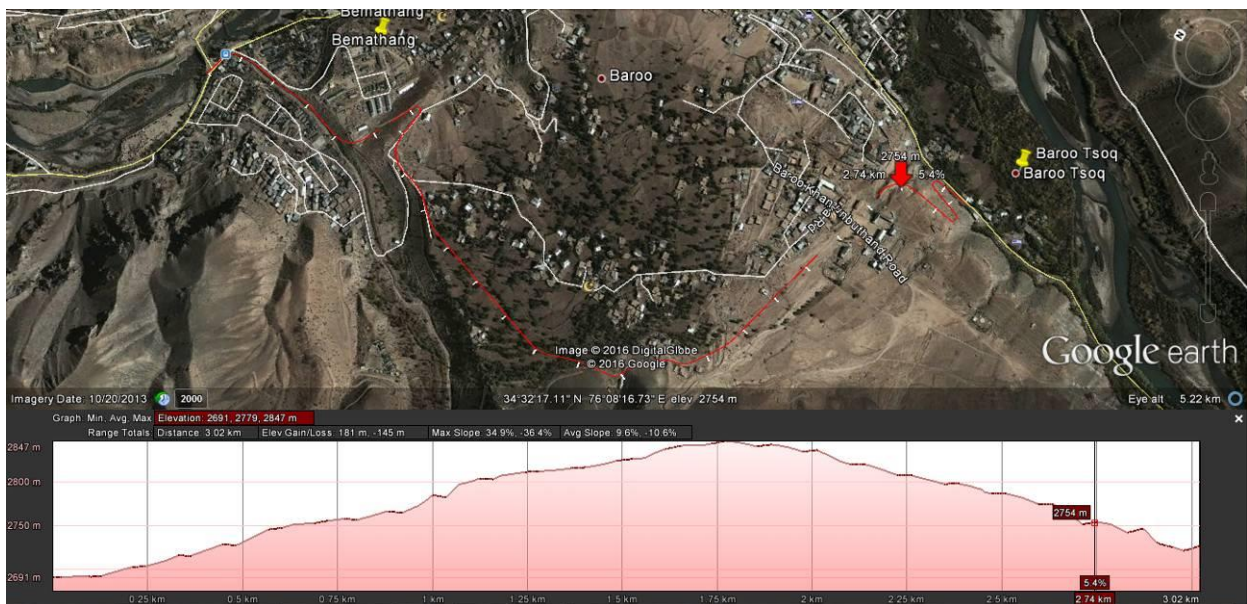 Bemathang
Bemathang
Baroo
N
2754 m
2.74 km 5.4%
Baroo Tsoq
Baroo Tsoq
Image © 2016 DigitalGlobe
© 2016 Google
Google earth
Imagery Date: 10/20/2013 2000 34°32'17.11" N 76°08'16.73" E elev 2754 m Eye alt 5.22 km
Graph: Min, Avg, Max Elevation: 2691, 2779, 2847 m
Range Totals: Distance: 3.02 km Elev Gain/Loss: 181 m, -145 m Max Slope: 34.9%, -36.4% Avg Slope: 9.6%, -10.6%
2847 m
2800 m
2750 m
2691 m
2754 m
5.4%
0.25 km 0.5 km 0.75 km 1 km 1.25 km 1.5 km 1.75 km 2 km 2.25 km 2.5 km 2.74 km 3.02 km